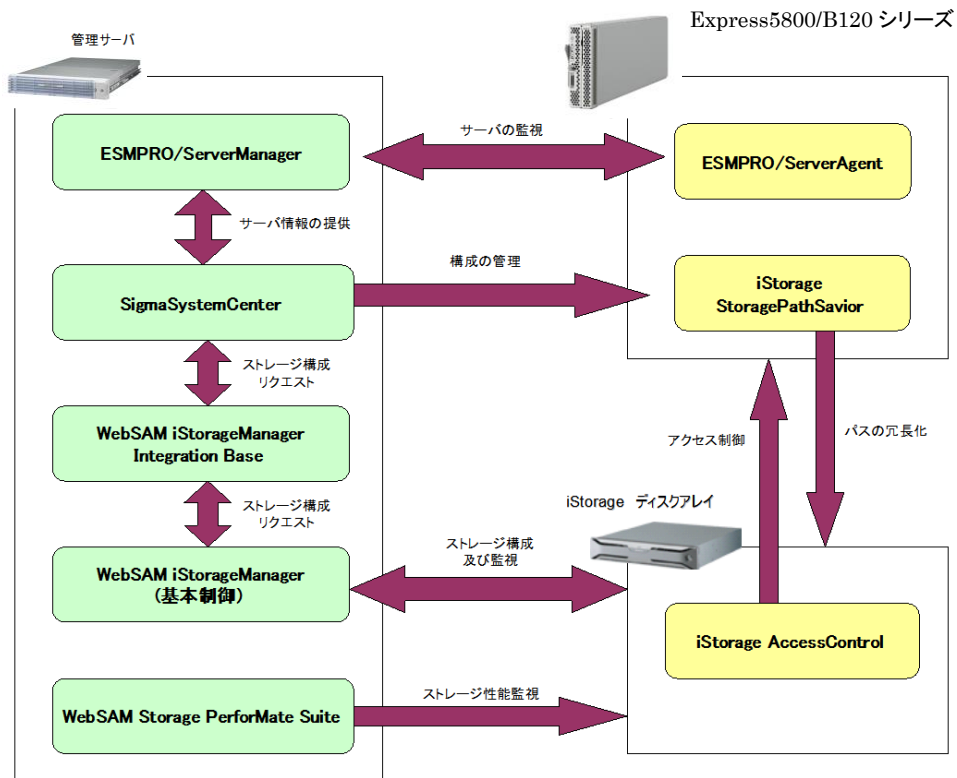 Express5800/B120 シリーズ
管理サーバ
ESMPRO/ServerManager
サーバの監視
ESMPRO/ServerAgent
サーバ情報の提供
SigmaSystemCenter
構成の管理
iStorage
StoragePathSavior
ストレージ構成
リクエスト
WebSAM iStorageManager
Integration Base
アクセス制御
パスの冗長化
ストレージ構成
リクエスト
iStorage ディスクアレイ
WebSAM iStorageManager
(基本制御)
ストレージ構成
及び監視
iStorage AccessControl
WebSAM Storage PerforMate Suite
ストレージ性能監視